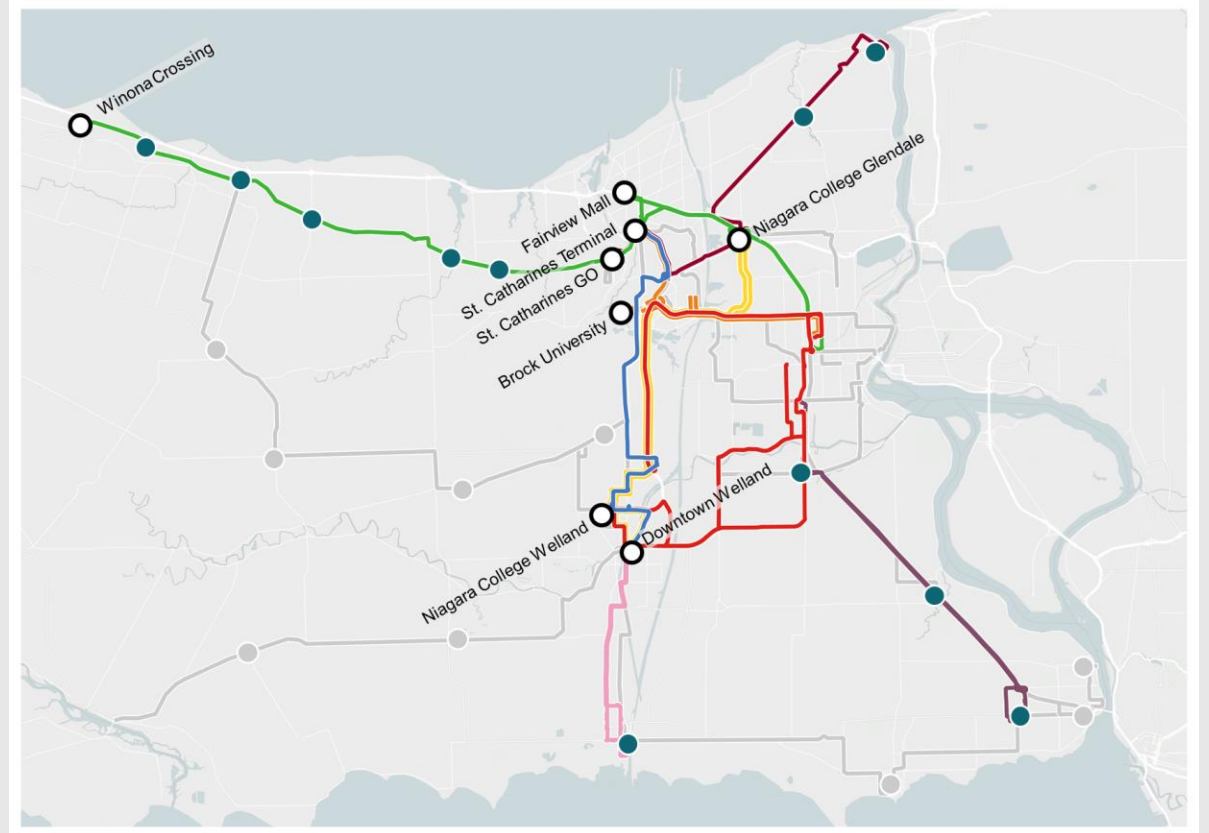 Winona Crossing
Niagara College Glendale
Fairview Mall
St. Catharines Terminal
St. Catharines GO
Brock University
Downtown Welland
Niagara College Welland